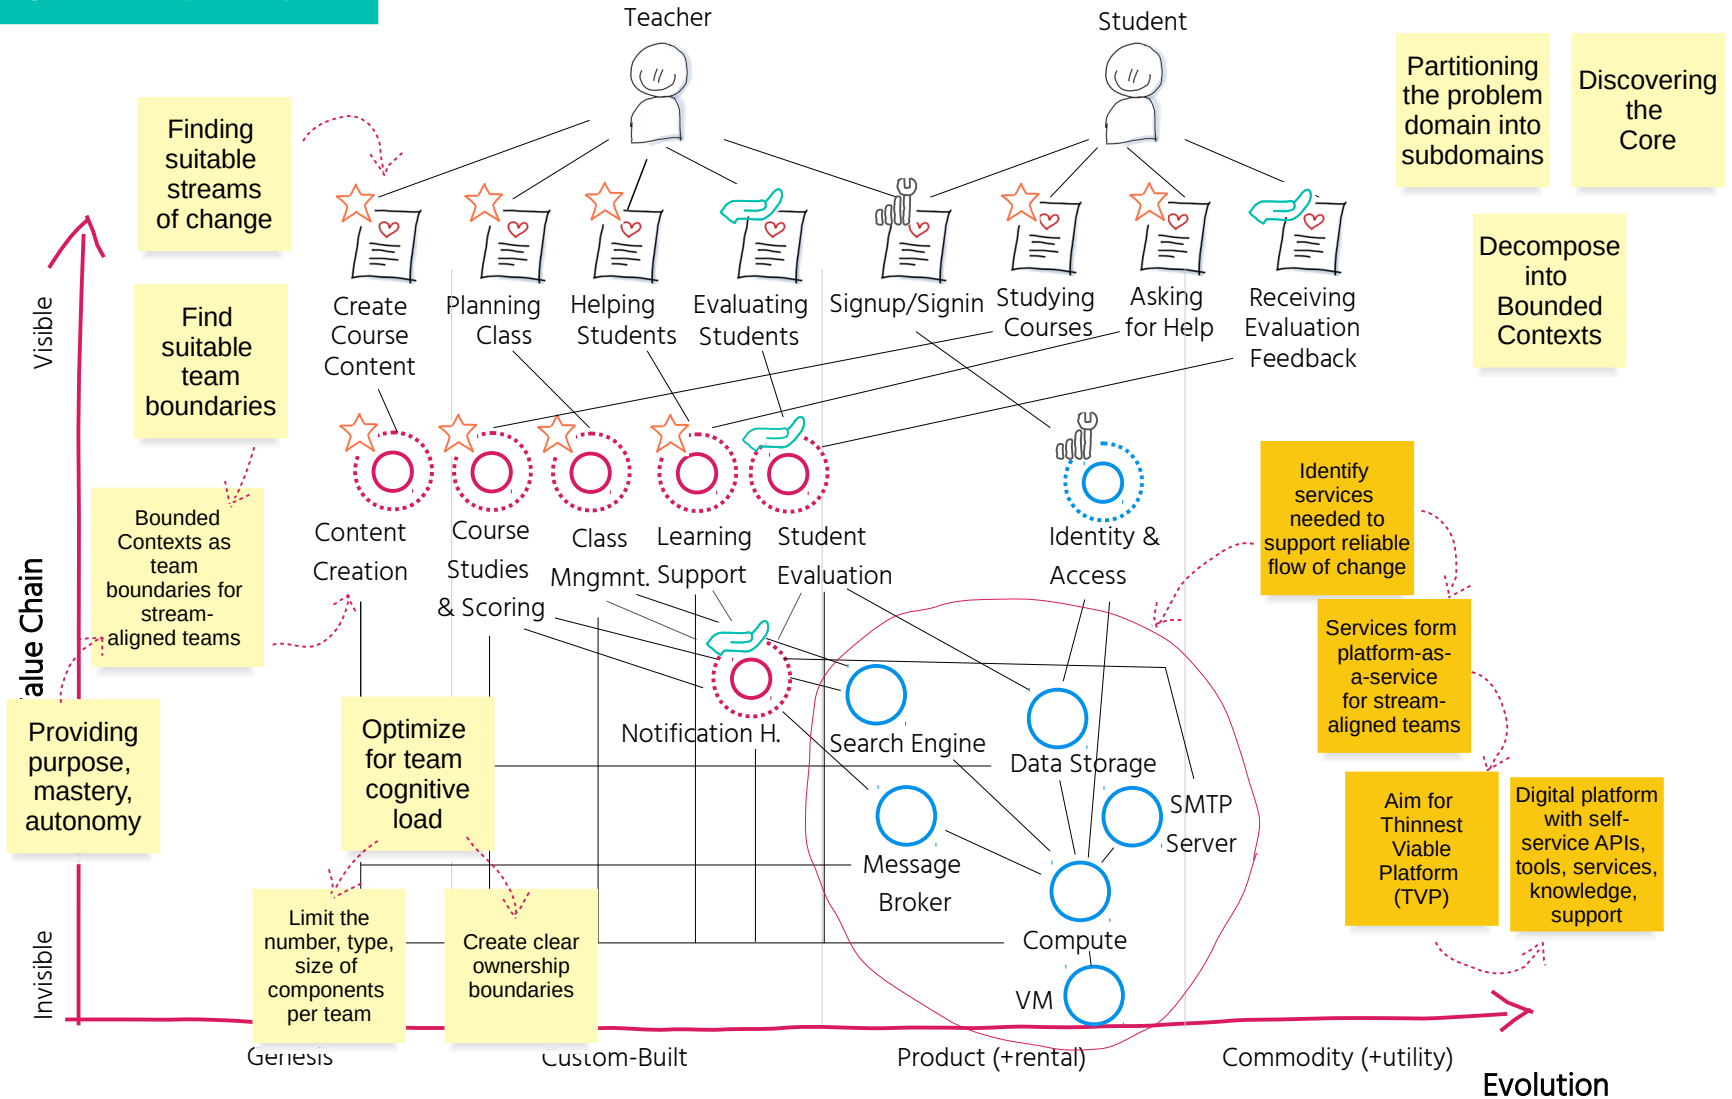 Teacher
Student
Partitioning
the problem
domain into
subdomains
Discovering
the
Core
Decompose
into
Bounded
Contexts
Finding
suitable
streams
of change
Find
suitable
team
boundaries
Bounded
Contexts as
team
boundaries for
stream-
aligned teams
Providing
purpose,
mastery,
autonomy
Optimize
for team
cognitive
load
Limit the
number, type,
size of
components
per team
Create clear
ownership
boundaries
Visible
Invisible
Create
Course
Content
Planning
Class
Helping
Students
Evaluating
Students
Signup/Signin
Studying
Courses
Asking
for Help
Receiving
Evaluation
Feedback
Content
Creation
Course
Studies
& Scoring
Class
Mngmnt.
Learning
Support
Student
Evaluation
Identity &
Access
Notification H.
Search Engine
Data Storage
SMTP
Server
Message
Broker
Compute
VM
Identify
services
needed to
support reliable
flow of change
Services form
platform-as-
a-service
for stream-
aligned teams
Aim for
Thinnest
Viable
Platform
(TVP)
Digital platform
with self-
service APIs,
tools, services,
knowledge,
support
alue Chain
Genesis
Custom-Built
Product (+rental)
Commodity (+utility)
Evolution